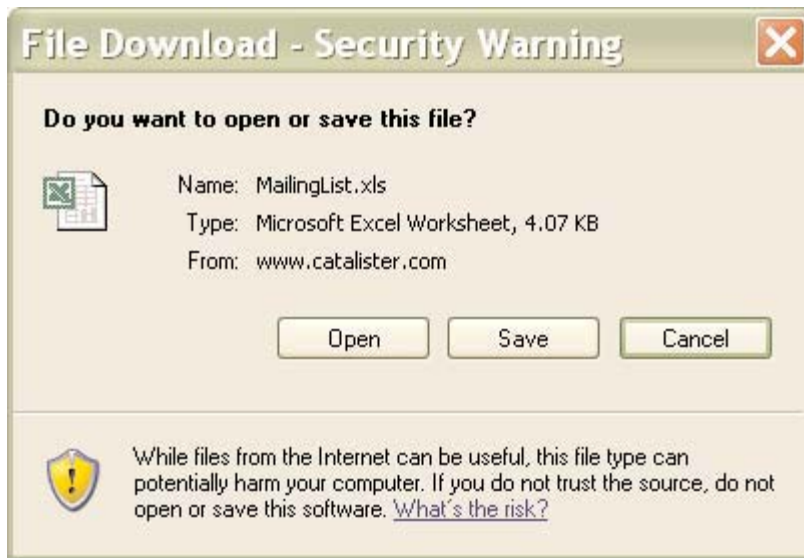 File Download - Security Warning
Do you want to open or save this file?
Name: MailingList.xls
Type: Microsoft Excel Worksheet, 4.07 KB
From: www.catalister.com
Open Save Cancel
While files from the Internet can be useful, this file type can
potentially harm your computer. If you do not trust the source, do not
open or save this software. What's the risk?